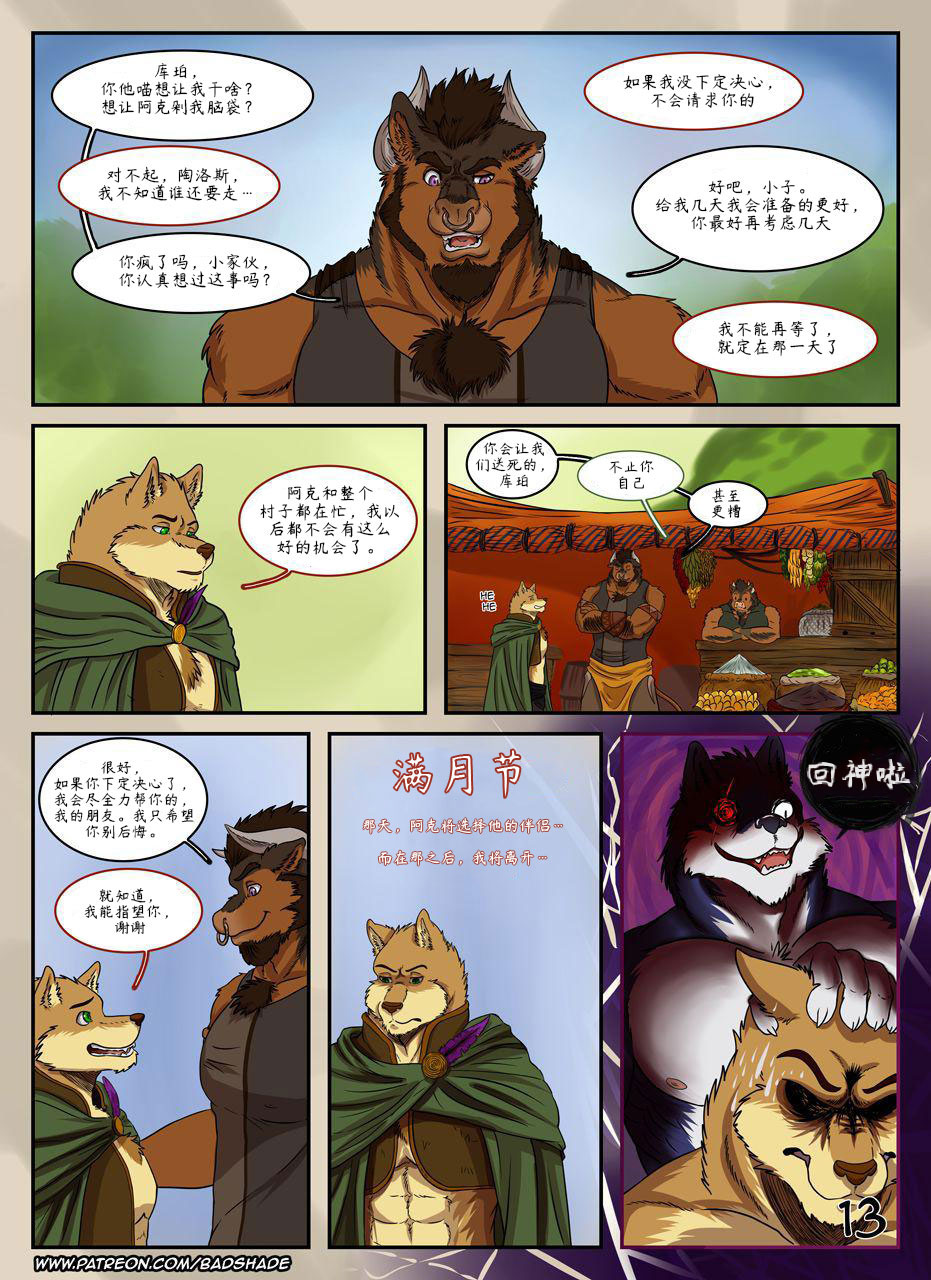 库珀，
你他喵想让我干啥？
想让阿克剁我脑袋？
对不起，陶洛斯，
我不知道谁还要走…
你疯了吗，小家伙，
你认真想过这事吗？
如果我没下定决心，
不会请求你的
好吧，小子。
给我几天我会准备的更好，
你最好再考虑几天
我不能再等了，
就定在那一天了
阿克和整个
村子都在忙，我以
后都不会有这么
好的机会了。
你会让我
们送死的，
库珀
不止你
自己
甚至
更糟
HE
HE
很好，
如果你下定决心了，
我会尽全力帮你的，
我的朋友。我只希望
你别后悔。
就知道，
我能指望你，
谢谢
满月节
那天，阿克将选择他的伴侣…
而在那之后，我将离开…
回神啦
13
WWW.PATREON.COM/BADSHADE